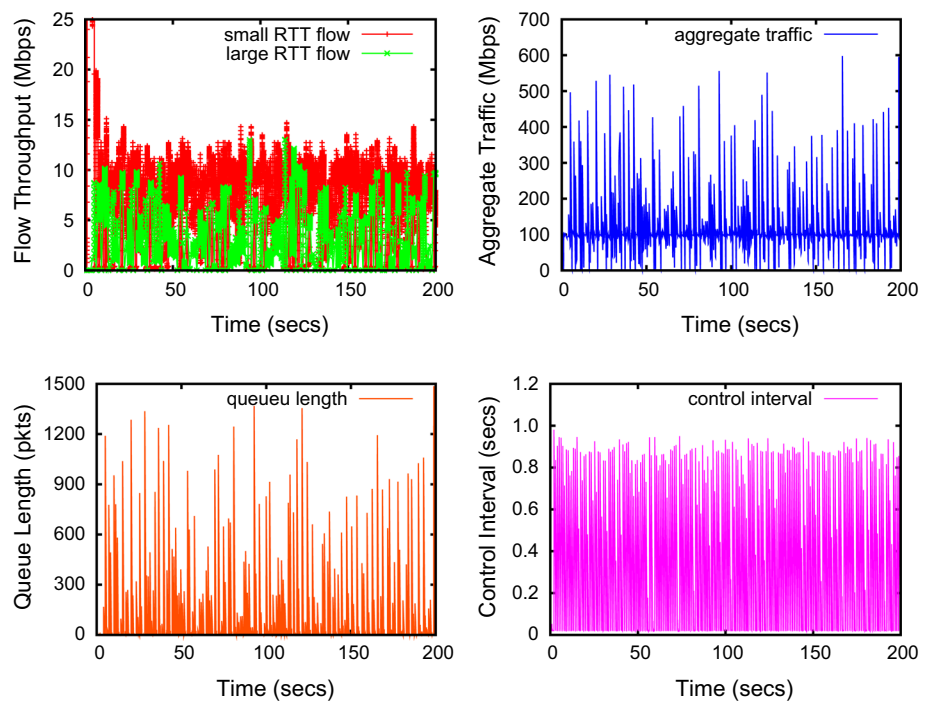 Flow Throughput (Mbps)
25
20
15
10
5
0
small RTT flow
large RTT flow
0 50 100 150 200
Time (secs)
Aggregate Traffic (Mbps)
700
600
500
400
300
200
100
0
aggregate traffic
0 50 100 150 200
Time (secs)
Queue Length (pkts)
1500
1200
900
600
300
0
queueu length
0 50 100 150 200
Time (secs)
Control Interval (secs)
1.2
1.0
0.8
0.6
0.4
0.2
0
control interval
0 50 100 150 200
Time (secs)